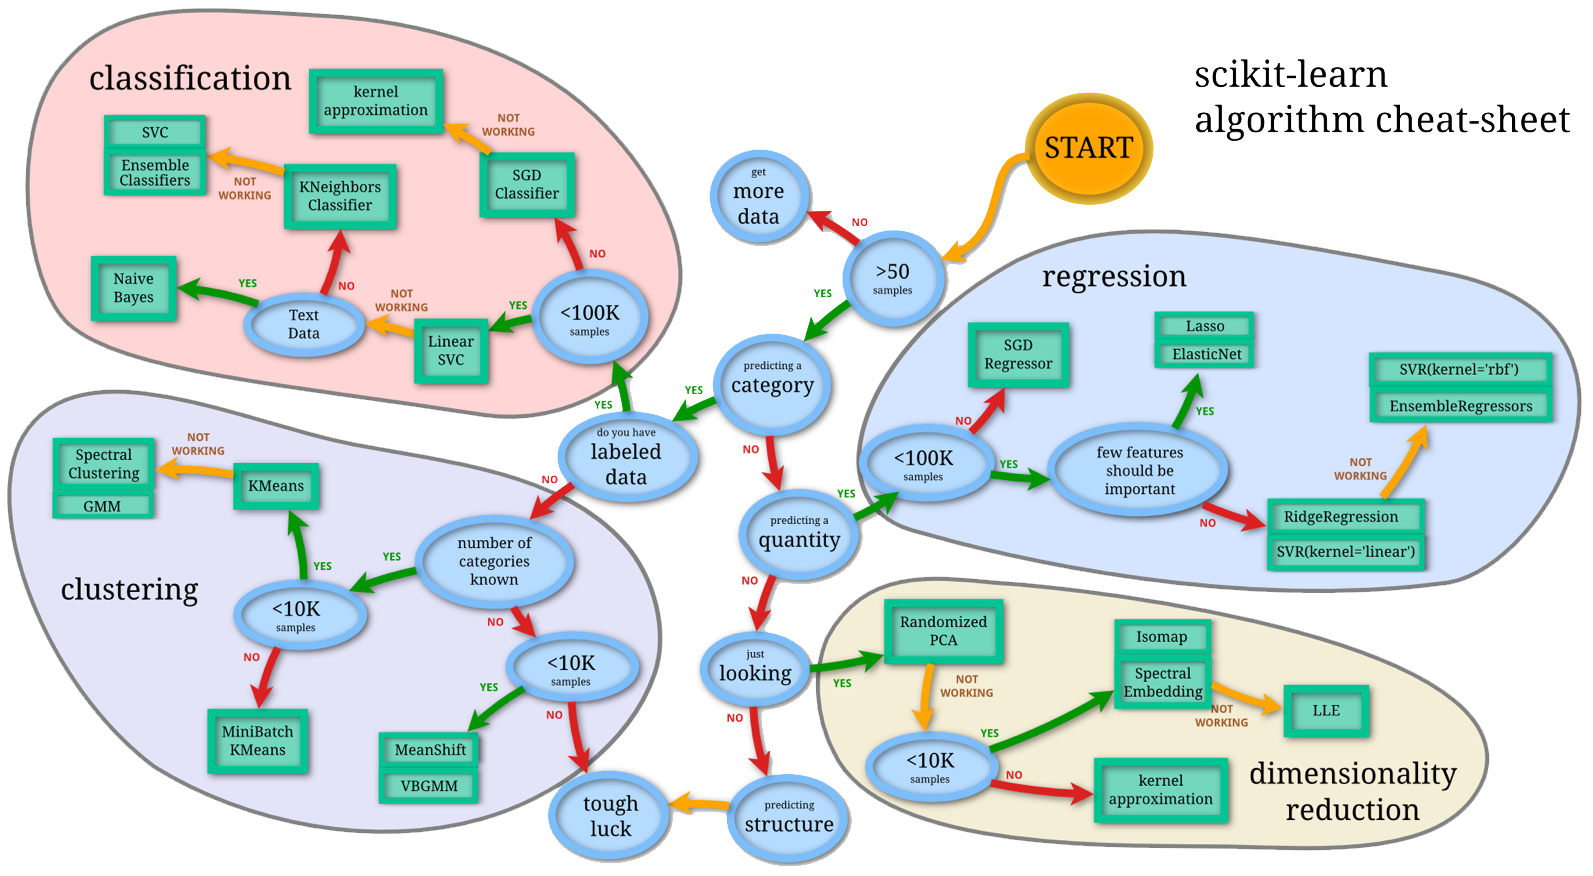 scikit-learn
algorithm cheat-sheet
START
get
more
data
NO
>50
samples
YES
predicting a
category
YES
NO
do you have
labeled
data
YES
NO
predicting a
quantity
YES
NO
just
looking
YES
NO
predicting
structure
tough
luck
classification
kernel
approximation
NOT
WORKING
SGD
Classifier
NO
<100K
samples
YES
Linear
SVC
NOT
WORKING
Text
Data
YES
NO
Naive
Bayes
KNeighbors
Classifier
NOT
WORKING
SVC
Ensemble
Classifiers
clustering
number of
categories
known
YES
NO
<10K
samples
YES
NO
KMeans
NOT
WORKING
Spectral
Clustering
GMM
MiniBatch
KMeans
<10K
samples
YES
NO
MeanShift
VBGMM
regression
<100K
samples
NO
YES
SGD
Regressor
few features
should be
important
YES
NO
Lasso
ElasticNet
RidgeRegression
SVR(kernel='linear')
NOT
WORKING
SVR(kernel='rbf')
EnsembleRegressors
dimensionality
reduction
Randomized
PCA
NOT
WORKING
<10K
samples
YES
NO
Isomap
Spectral
Embedding
NOT
WORKING
LLE
kernel
approximation